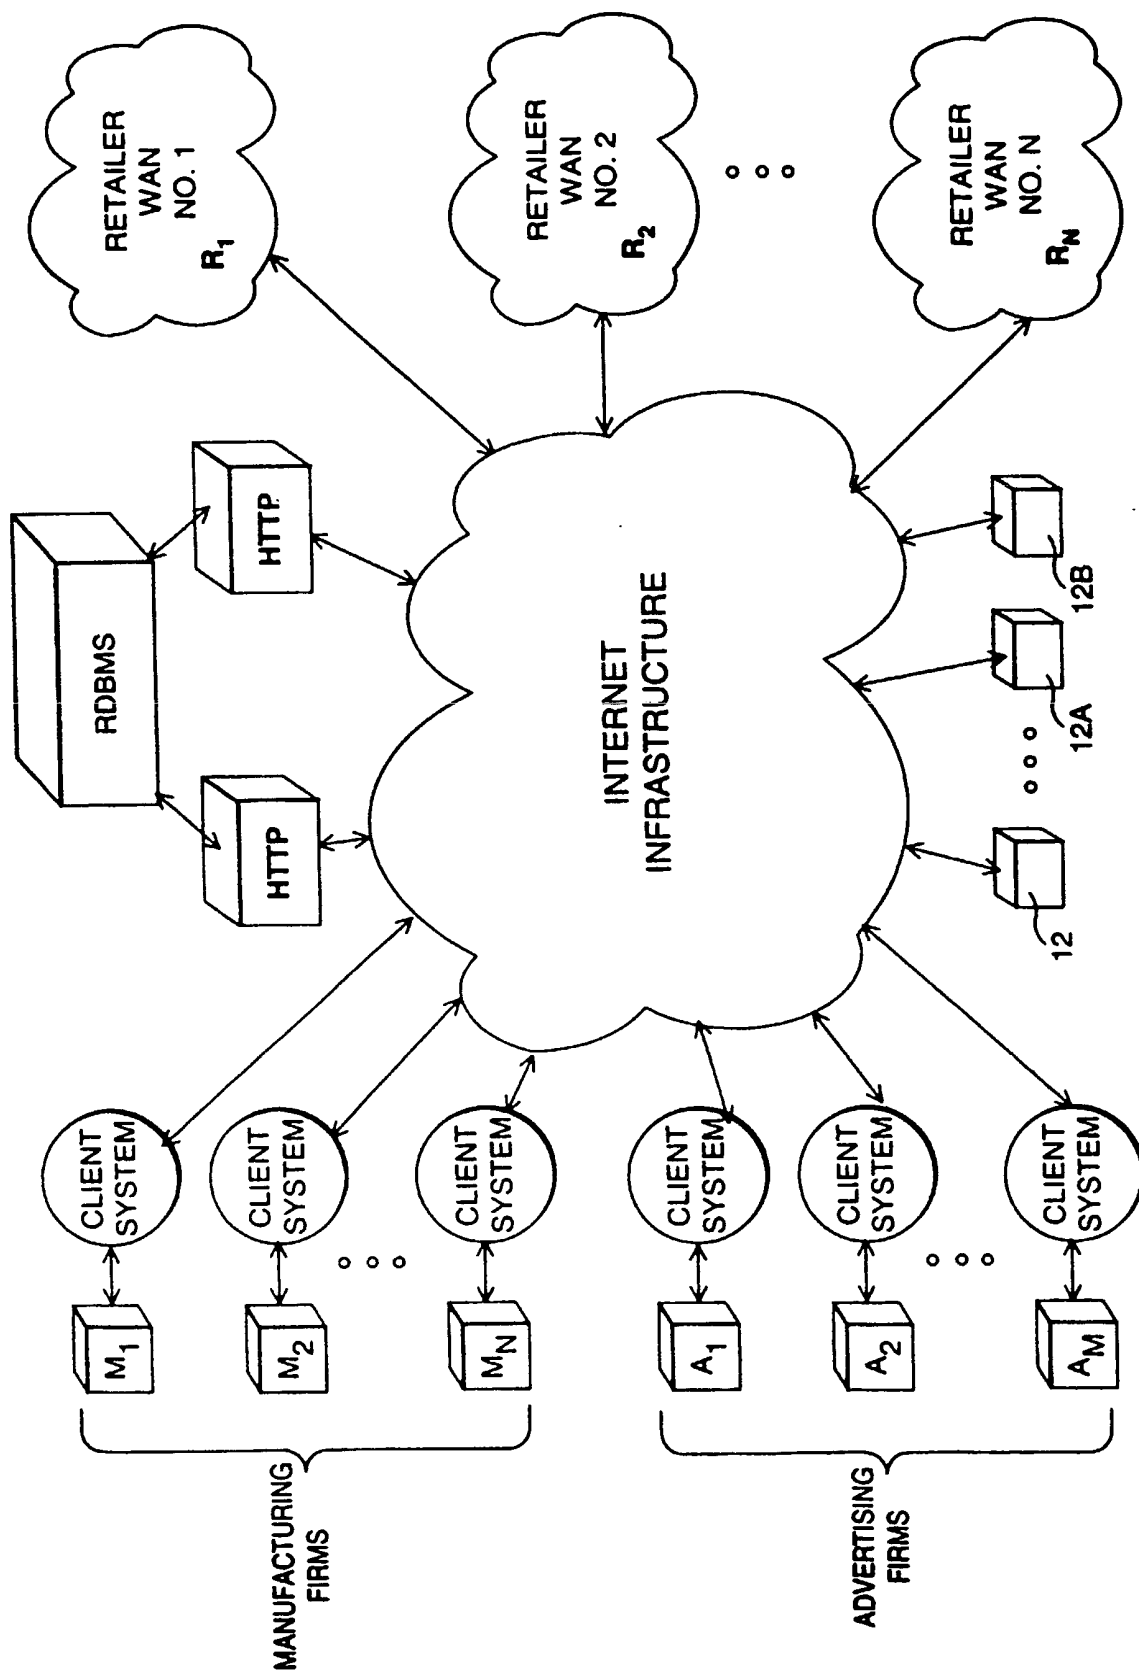 RDBMS
HTTP
HTTP
RETAILER
WAN
NO. 1
R1
RETAILER
WAN
NO. 2
R2
RETAILER
WAN
NO. N
RN
INTERNET
INFRASTRUCTURE
MANUFACTURING
FIRMS
M1
CLIENT
SYSTEM
M2
CLIENT
SYSTEM
MN
CLIENT
SYSTEM
ADVERTISING
FIRMS
A1
CLIENT
SYSTEM
A2
CLIENT
SYSTEM
AM
CLIENT
SYSTEM
12
12A
12B